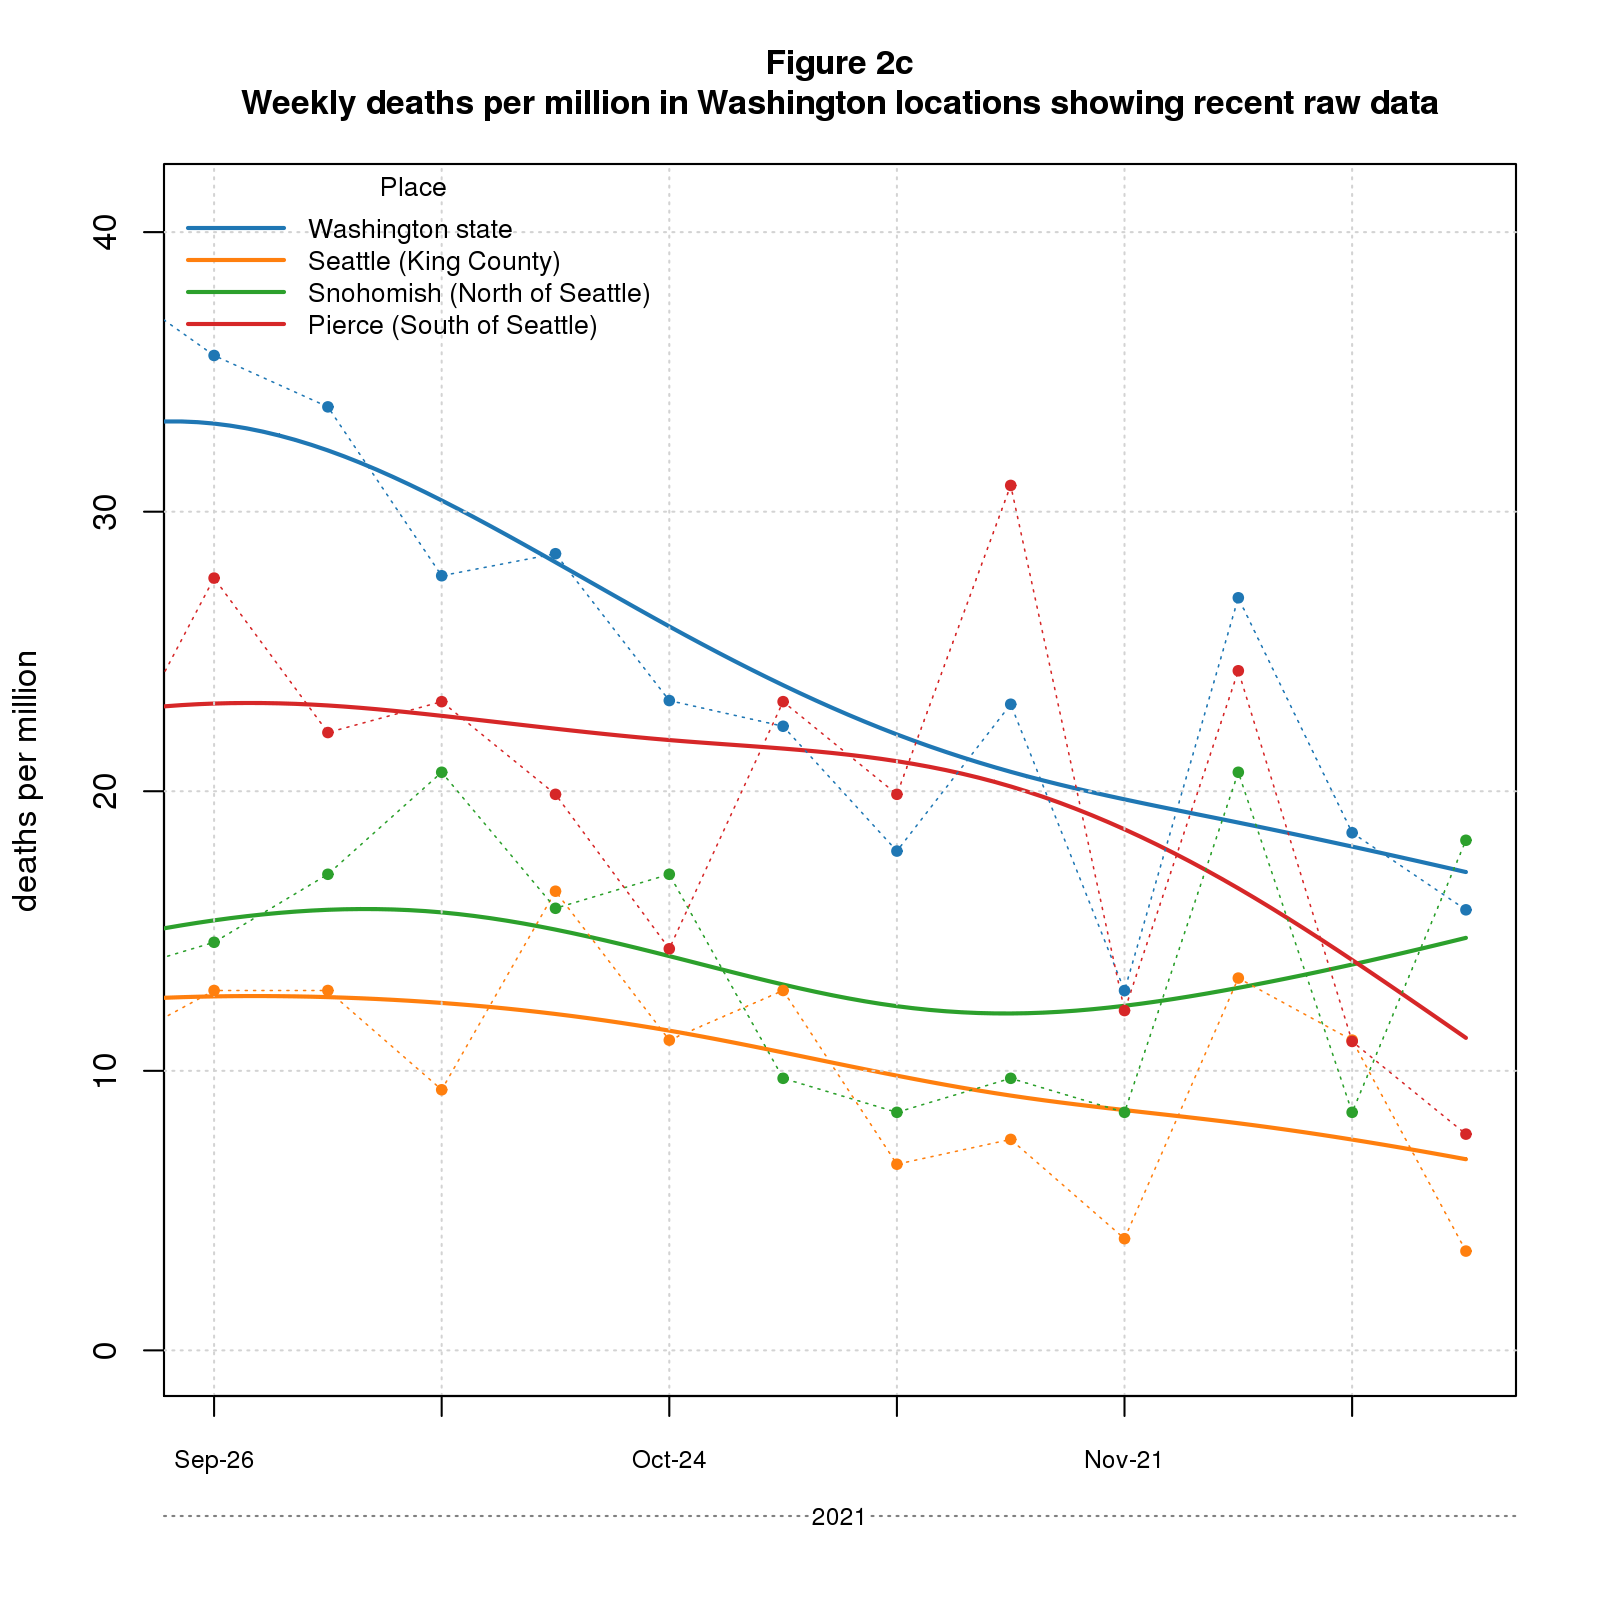 Figure 2c
Weekly deaths per million in Washington locations showing recent raw data
Place
Washington state
Seattle (King County)
Snohomish (North of Seattle)
Pierce (South of Seattle)
deaths per million
40
30
20
10
0
Sep-26
Oct-24
Nov-21
2021